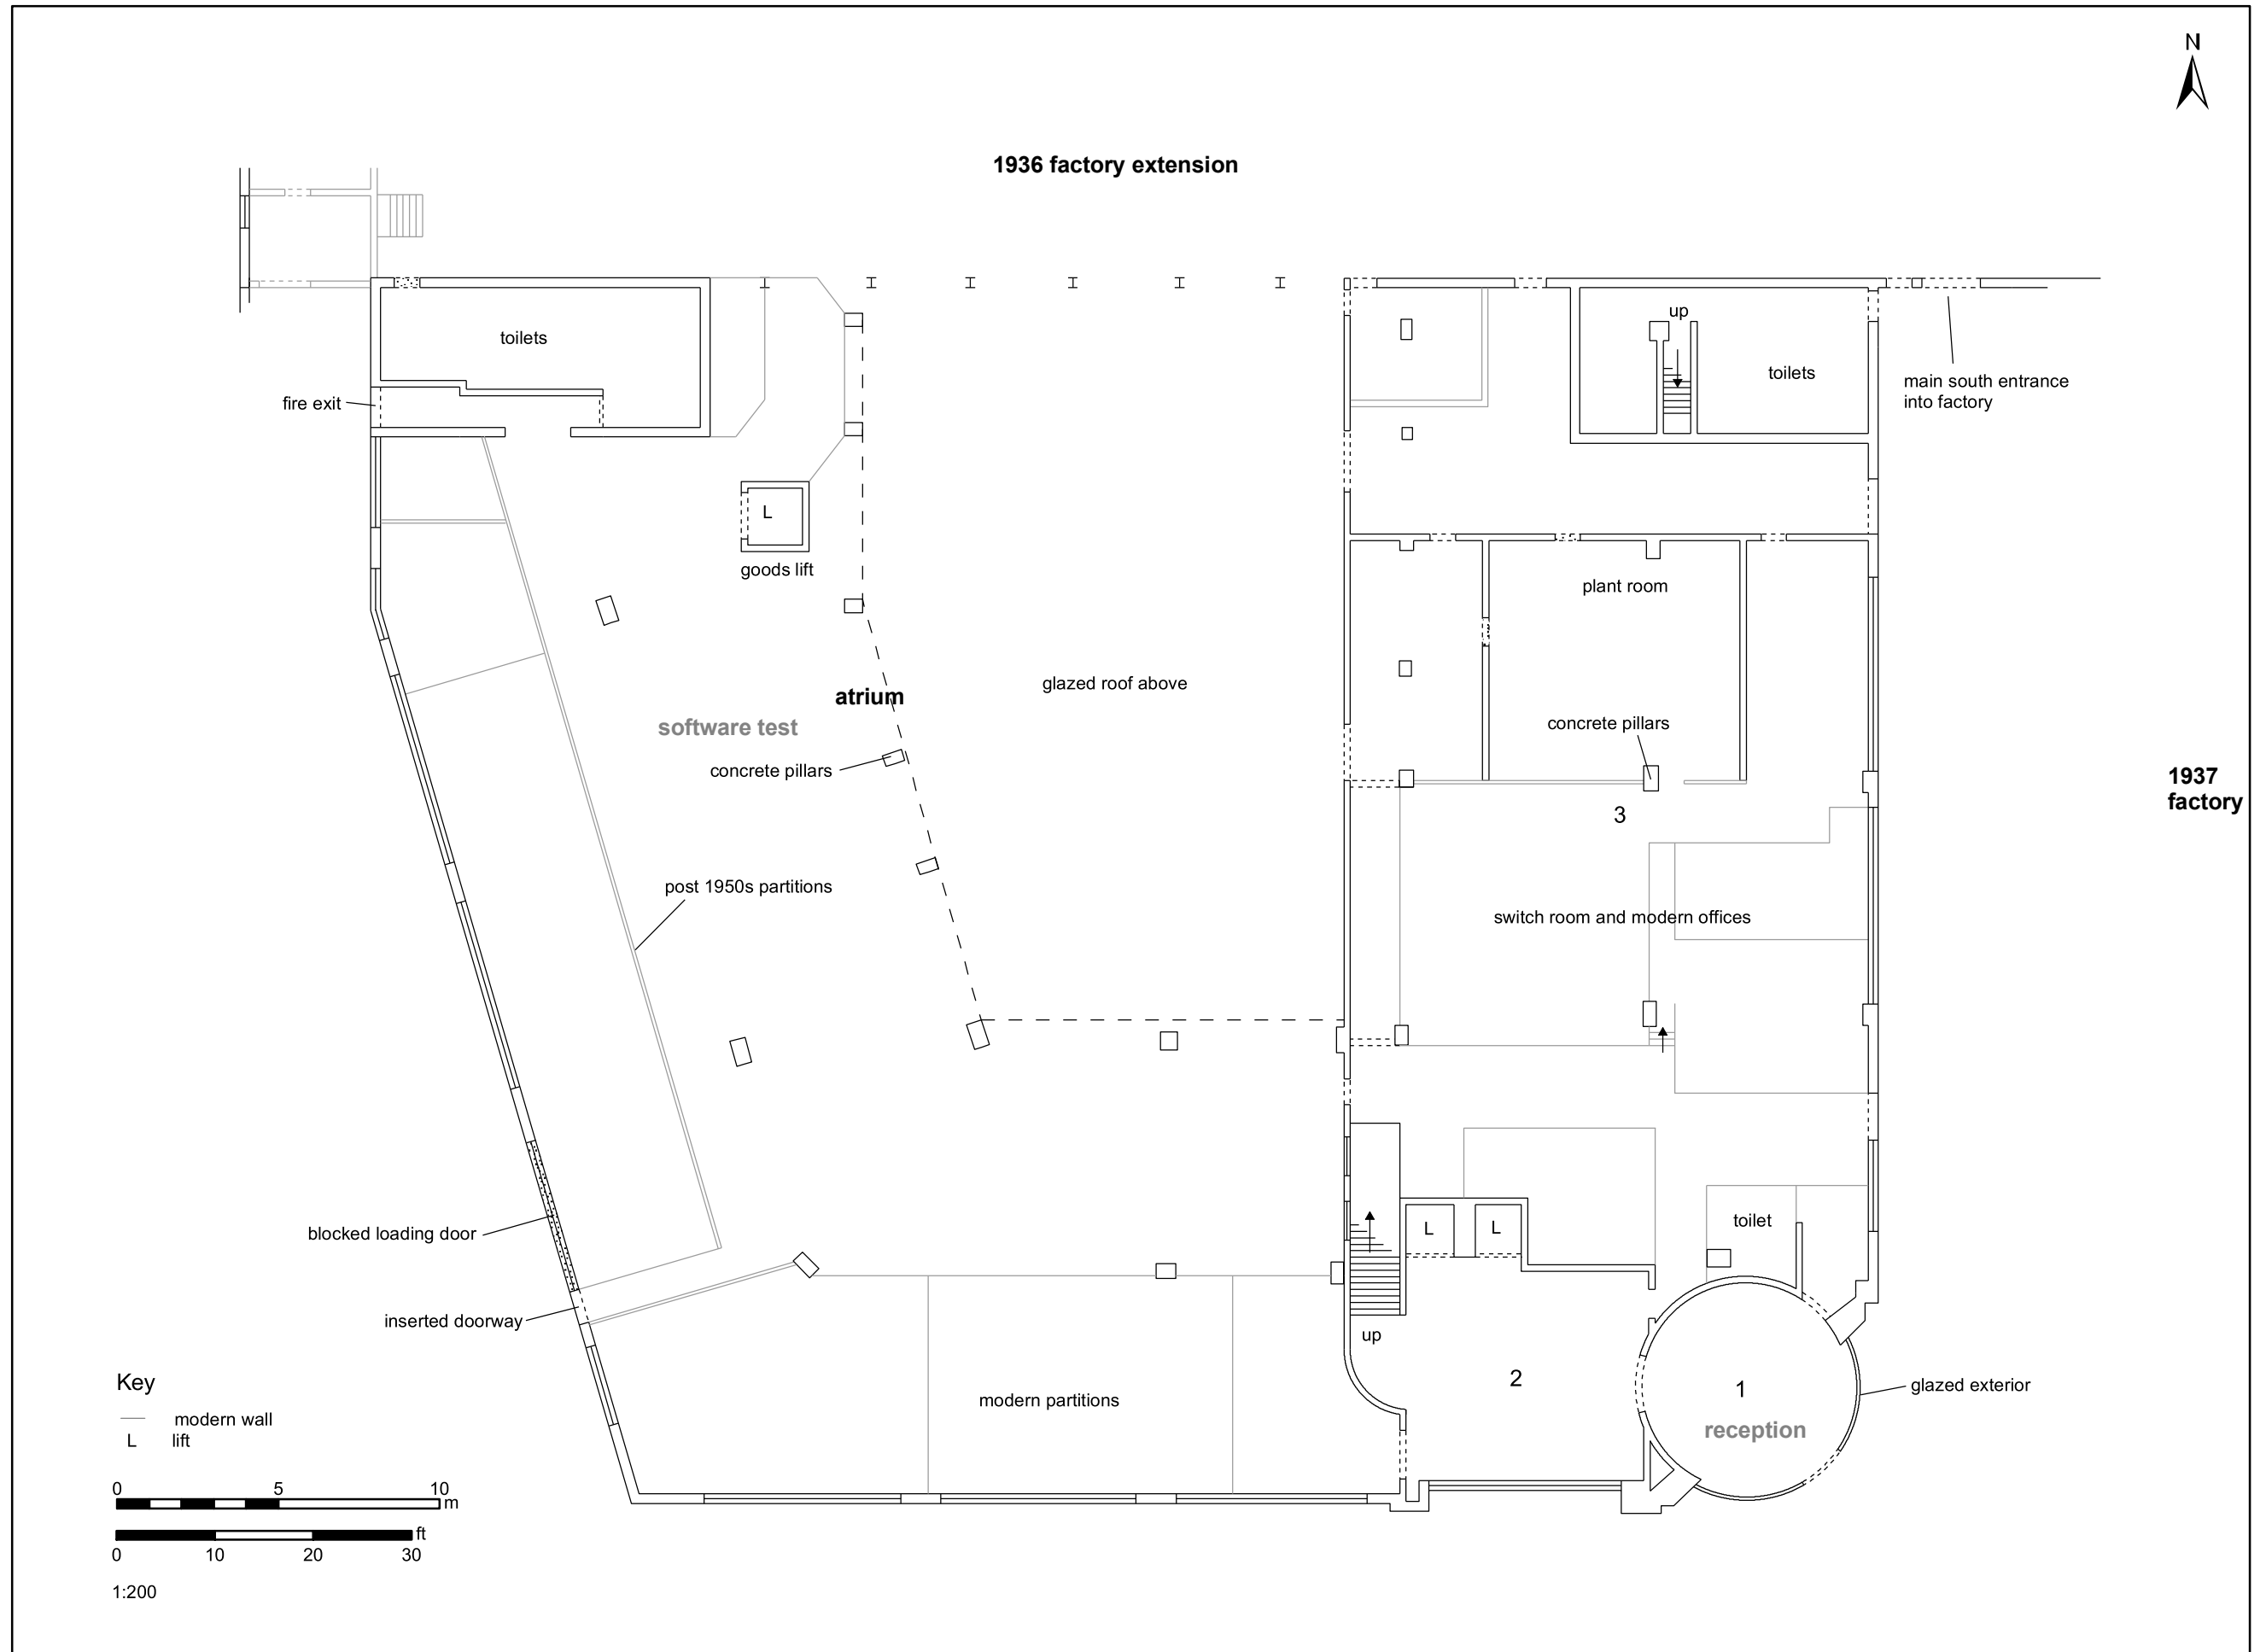 N
1936 factory extension
up
toilets
toilets
main south entrance
into factory
fire exit
L
goods lift
plant room
glazed roof above
atrium
software test
concrete pillars
concrete pillars
1937
factory
3
post 1950s partitions
switch room and modern offices
toilet
L
L
blocked loading door
inserted doorway
up
2
1
glazed exterior
reception
modern partitions
Key
modern wall
L lift
0 5 10
m
ft
0 10 20 30
1:200